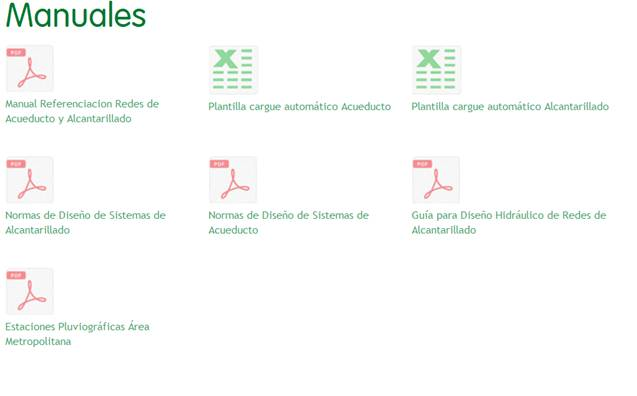 Manuales
PDF
Manual Referenciacion Redes de
Acueducto y Alcantarillado
Plantilla cargue automático Acueducto
Plantilla cargue automático Alcantarillado
PDF
Normas de Diseño de Sistemas de
Alcantarillado
PDF
Normas de Diseño de Sistemas de
Acueducto
PDF
Guía para Diseño Hidráulico de Redes de
Alcantarillado
PDF
Estaciones Pluviográficas Área
Metropolitana